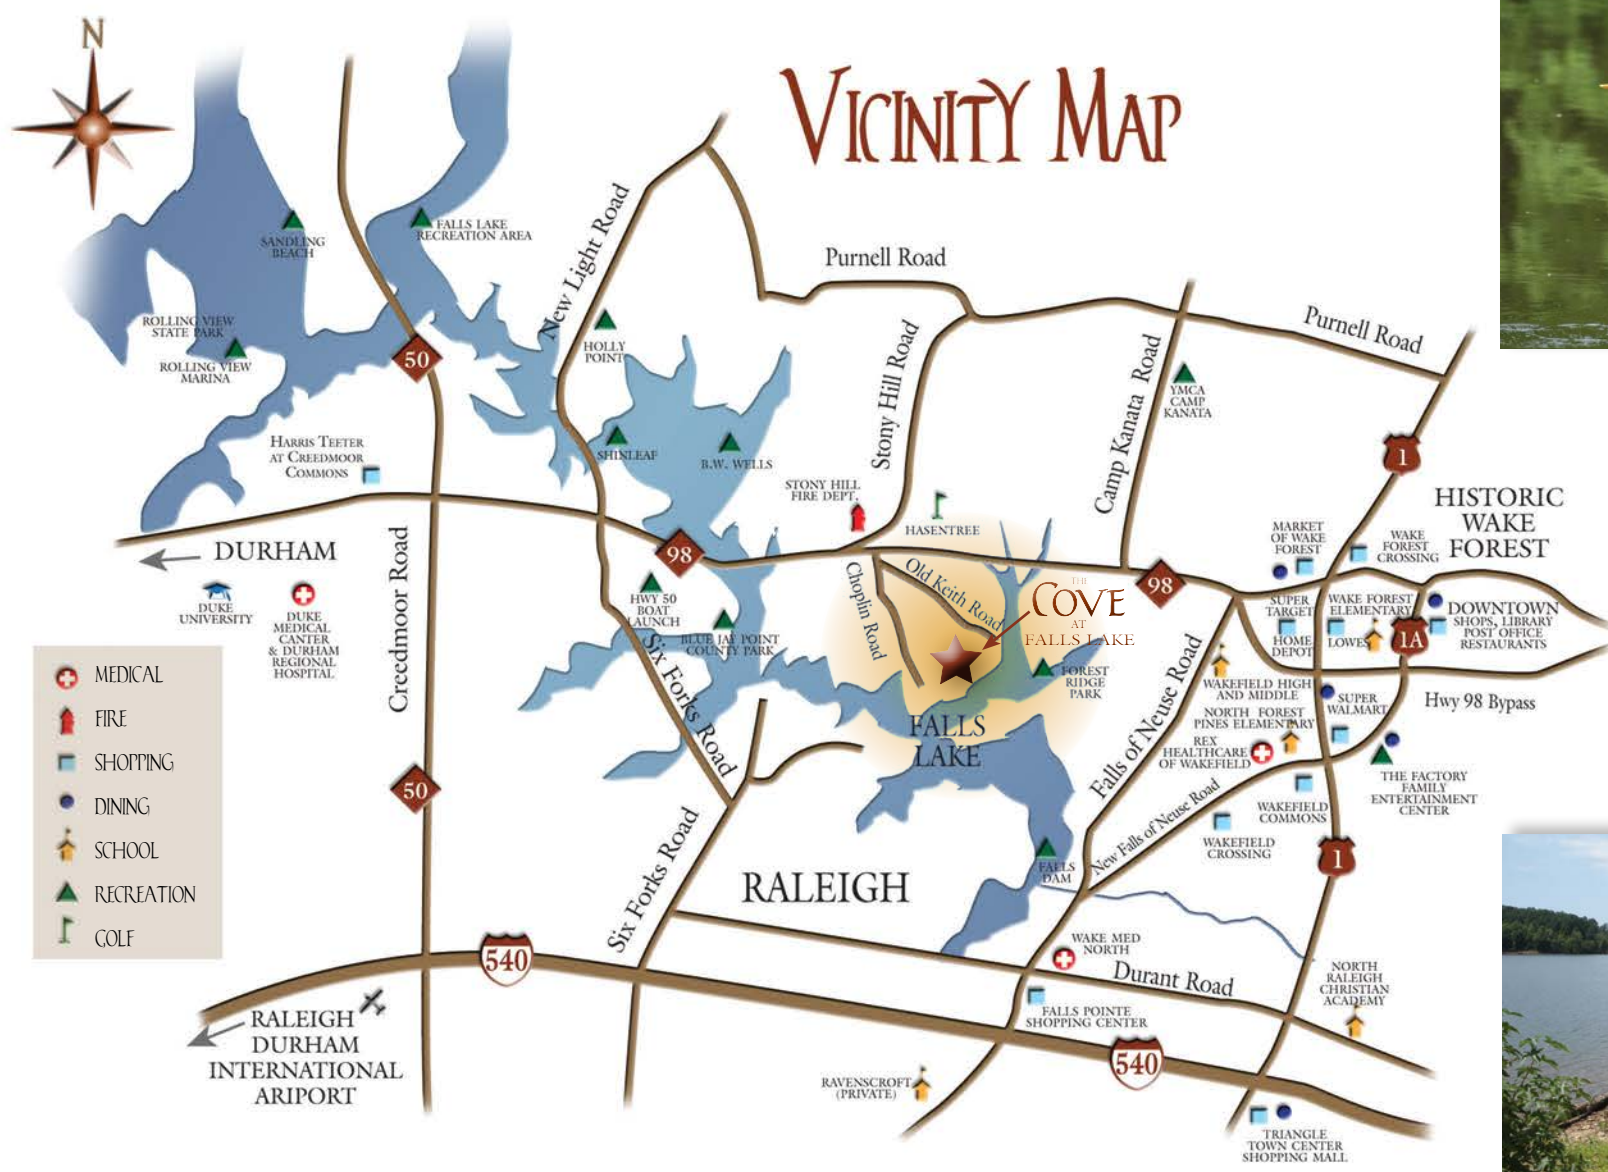 N
VICINITY MAP
SANDLING
BEACH
FALLS LAKE
RECREATION AREA
New Light Road
Purnell Road
Purnell Road
ROLLING VIEW
STATE PARK
ROLLING VIEW
MARINA
50
HOLLY
POINT
Stony Hill Road
Camp Kanata Road
YMCA
CAMP
KANATA
HARRIS TEETER
AT CREEDMOOR
COMMONS
SHINLEAF
B.W. WELLS
1
STONY HILL
FIRE DEPT.
HASENTREE
HISTORIC
WAKE
FOREST
MARKET
OF WAKE
FOREST
WAKE
FOREST
CROSSING
DURHAM
98
98
DUKE
UNIVERSITY
DUKE
MEDICAL
CANTER
& DURHAM
REGIONAL
HOSPITAL
Creedmoor Road
HWY 50
BOAT
LAUNCH
BLUE JAY POINT
COUNTY PARK
Choplin Road
Old Keith Road
THE
COVE
AT
FALLS LAKE
SUPER
TARGET
WAKE FOREST
ELEMENTARY
HOME
DEPOT
LOWES
1A
DOWNTOWN
SHOPS, LIBRARY
POST OFFICE
RESTAURANTS
FOREST
RIDGE
PARK
Six Forks Road
Falls of Neuse Road
WAKEFIELD HIGH
AND MIDDLE
SUPER
WALMART
Hwy 98 Bypass
NORTH FOREST
PINES ELEMENTARY
REX
HEALTHCARE
OF WAKEFIELD
FALLS
LAKE
MEDICAL
FIRE
SHOPPING
DINING
SCHOOL
RECREATION
GOLF
50
New Falls of Neuse Road
WAKEFIELD
COMMONS
WAKEFIELD
CROSSING
THE FACTORY
FAMILY
ENTERTAINMENT
CENTER
Six Forks Road
RALEIGH
FALLS
DAM
1
540
WAKE MED
NORTH
Durant Road
FALLS POINTE
SHOPPING CENTER
NORTH
RALEIGH
CHRISTIAN
ACADEMY
RALEIGH
DURHAM
INTERNATIONAL
ARIPORT
540
RAVENSCROFT
(PRIVATE)
TRIANGLE
TOWN CENTER
SHOPPING MALL